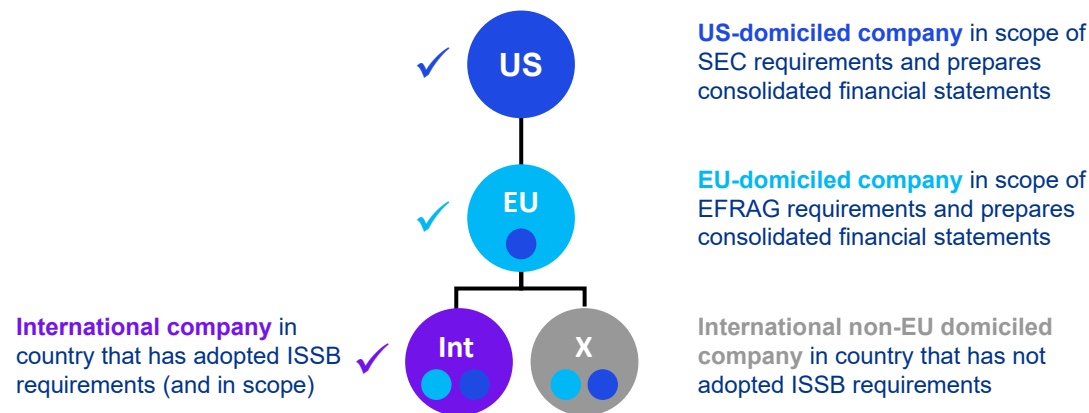 US
US-domiciled company in scope of
SEC requirements and prepares
consolidated financial statements
EU
EU-domiciled company in scope of
EFRAG requirements and prepares
consolidated financial statements
International company in
country that has adopted ISSB
requirements (and in scope)
Int
X
International non-EU domiciled
company in country that has not
adopted ISSB requirements